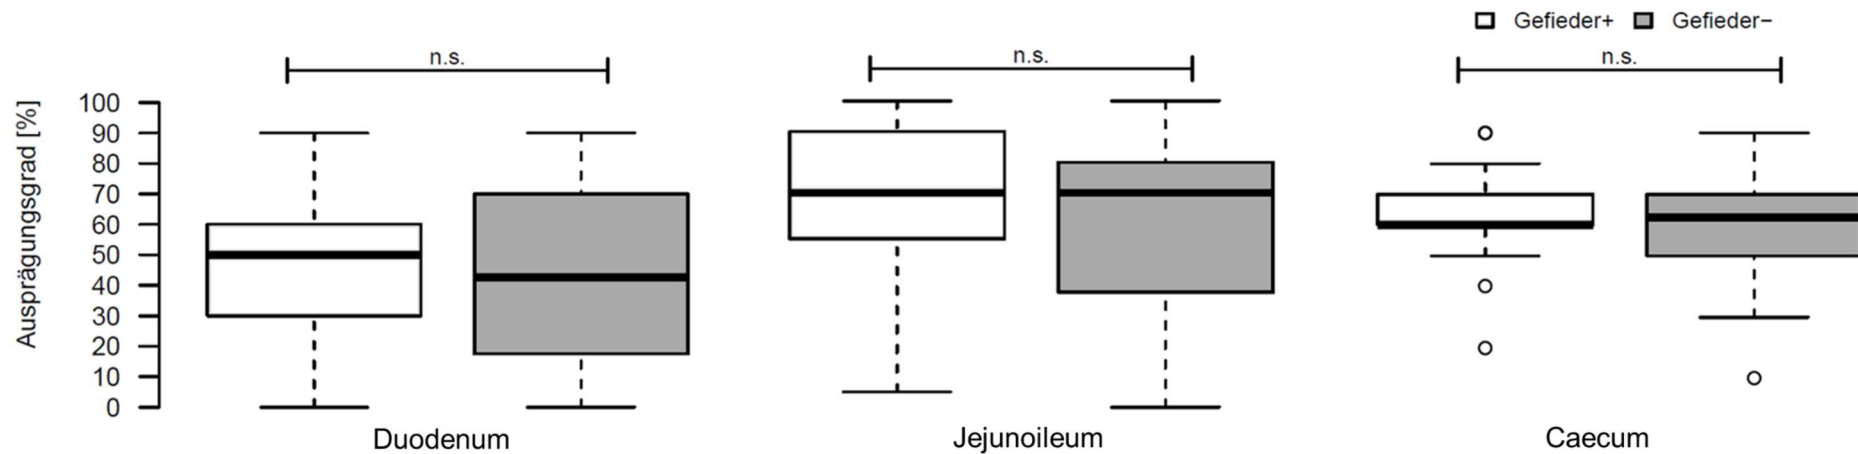 Gefieder+ Gefieder−
n.s. n.s. n.s.
Ausprägungsgrad [%]
100
90
80
70
60
50
40
30
20
10
0
Duodenum Jejunoileum Caecum